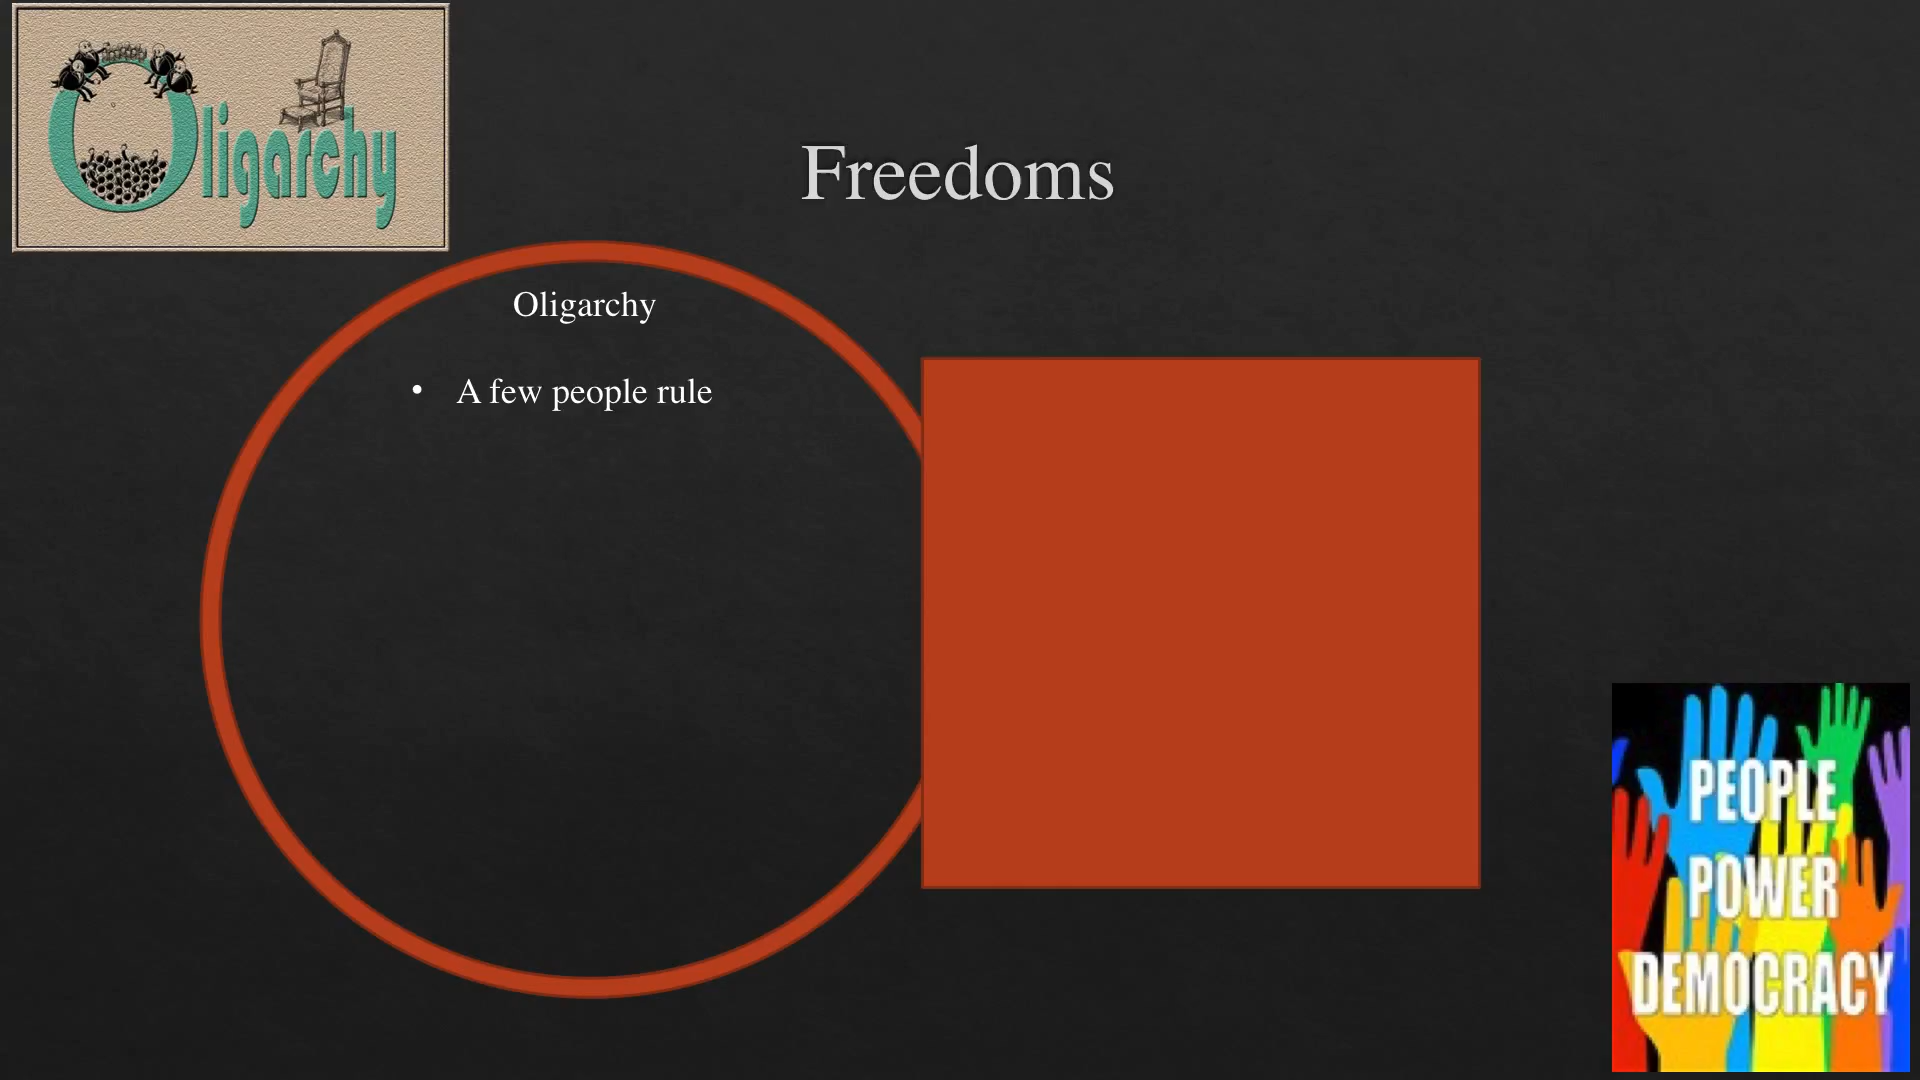 Oligarchy
Freedoms
Oligarchy
• A few people rule
PEOPLE
POWER
DEMOCRACY